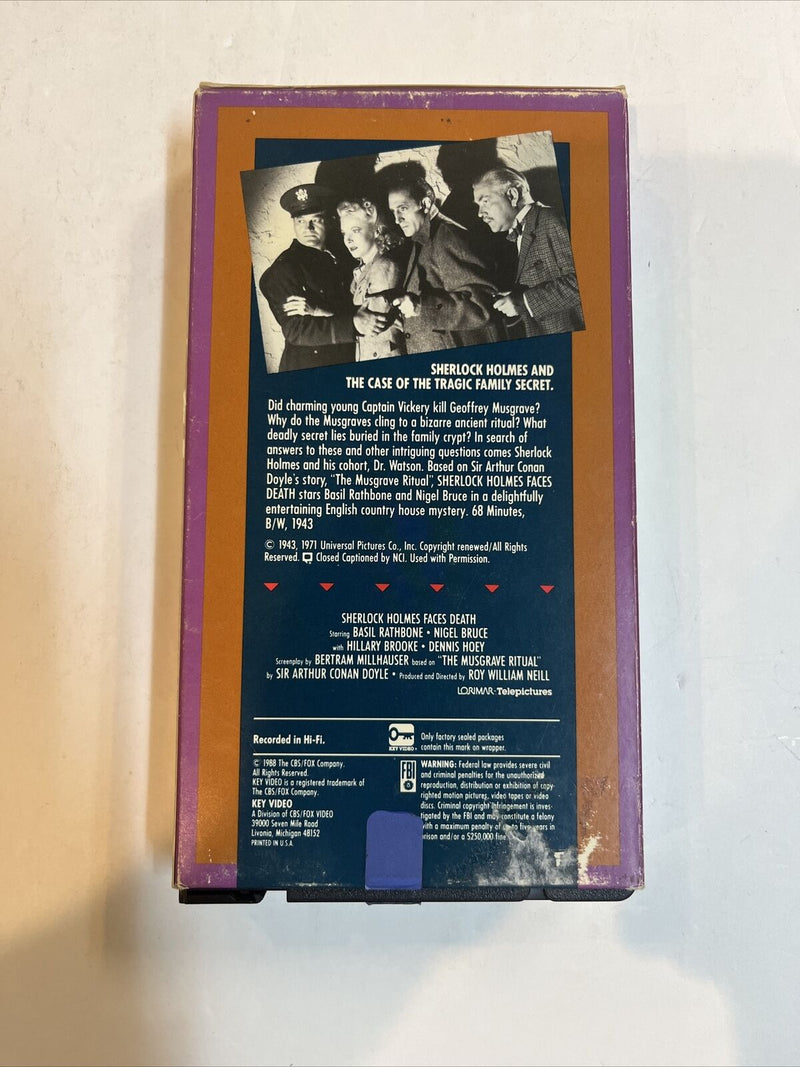 SHERLOCK HOLMES AND
THE CASE OF THE TRAGIC FAMILY SECRET.
Did charming young Captain Vickery kill Geoffrey Musgrave?
Why do the Musgraves cling to a bizarre ancient ritual? What
deadly secret lies buried in the family crypt? In search of
answers to these and other intriguing questions comes Sherlock
Holmes and his cohort, Dr. Watson. Based on Sir Arthur Conan
Doyle's story, "The Musgrave Ritual", SHERLOCK HOLMES FACES
DEATH stars Basil Rathbone and Nigel Bruce in a delightfully
entertaining English country house mystery. 68 Minutes,
B/W, 1943
© 1943, 1971 Universal Pictures Co., Inc. Copyright renewed/All Rights
Reserved. Closed Captioned by NCI. Used with Permission.
SHERLOCK HOLMES FACES DEATH
Starring BASIL RATHBONE • NIGEL BRUCE
with HILLARY BROOKE • DENNIS HOEY
Screenplay by BERTRAM MILLHAUSER based on "THE MUSGRAVE RITUAL"
by SIR ARTHUR CONAN DOYLE • Produced and Directed by ROY WILLIAM NEILL
LORIMAR·Telepictures
Recorded in Hi-Fi.
KEY VIDEO
Only factory sealed packages
contain this mark on wrapper.
© 1988 The CBS/FOX Company.
All Rights Reserved.
KEY VIDEO is a registered trademark of
The CBS/FOX Company.
KEY VIDEO
A Division of CBS/FOX VIDEO
39000 Seven Mile Road
Livonia, Michigan 48152
PRINTED IN U.S.A.
FBI
WARNING: Federal law provides severe civil
and criminal penalties for the unauthorized
reproduction, distribution or exhibition of copy-
righted motion pictures, video tapes or video
discs. Criminal copyright infringement is inves-
tigated by the FBI and may constitute a felony
with a maximum penalty of up to five years in
prison and/or a $250,000 fine.